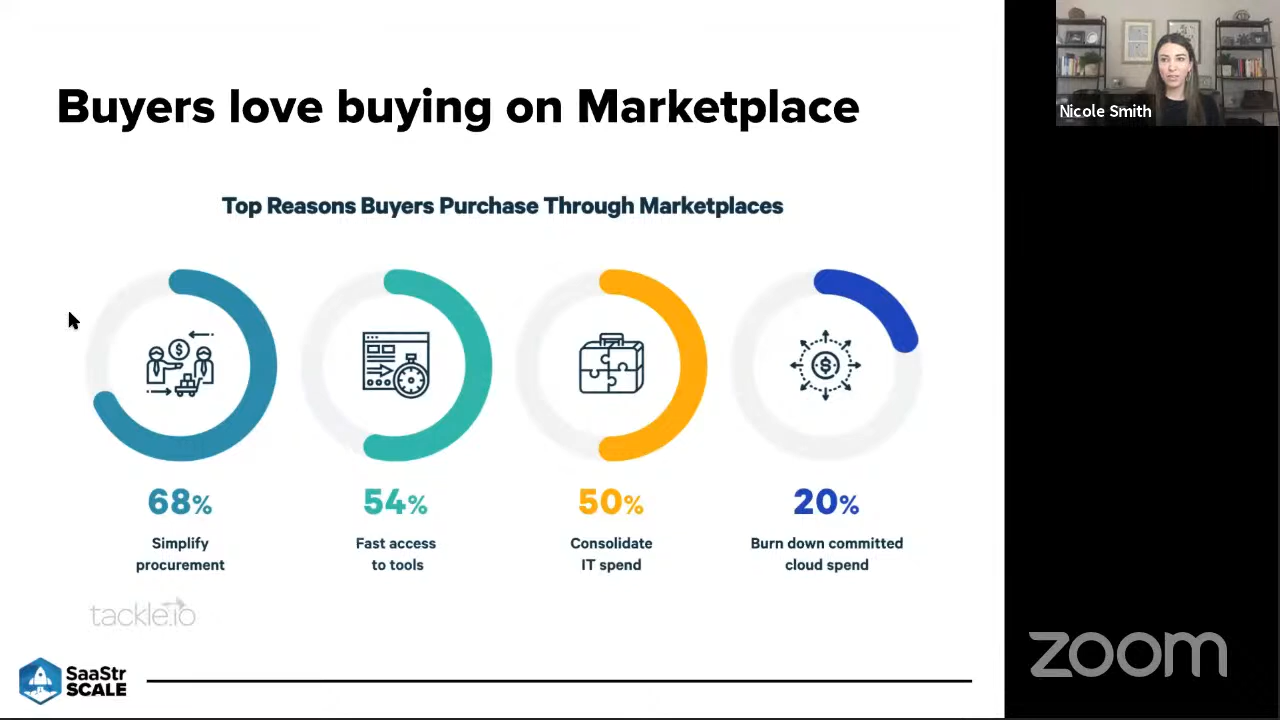 Buyers love buying on Marketplace
Nicole Smith
Top Reasons Buyers Purchase Through Marketplaces
68%
Simplify
procurement
54%
Fast access
to tools
50%
Consolidate
IT spend
20%
Burn down committed
cloud spend
tackle.io
SaaStr
SCALE
zoom